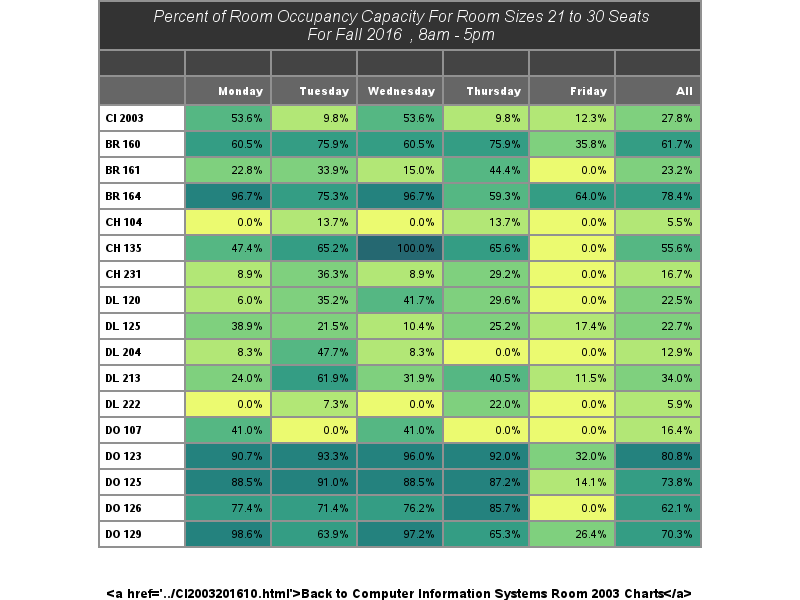 Percent of Room Occupancy Capacity For Room Sizes 21 to 30 Seats
For Fall 2016 , 8am - 5pm
Monday Tuesday Wednesday Thursday Friday All
CI 2003 53.6% 9.8% 53.6% 9.8% 12.3% 27.8%
BR 160 60.5% 75.9% 60.5% 75.9% 35.8% 61.7%
BR 161 22.8% 33.9% 15.0% 44.4% 0.0% 23.2%
BR 164 96.7% 75.3% 96.7% 59.3% 64.0% 78.4%
CH 104 0.0% 13.7% 0.0% 13.7% 0.0% 5.5%
CH 135 47.4% 65.2% 100.0% 65.6% 0.0% 55.6%
CH 231 8.9% 36.3% 8.9% 29.2% 0.0% 16.7%
DL 120 6.0% 35.2% 41.7% 29.6% 0.0% 22.5%
DL 125 38.9% 21.5% 10.4% 25.2% 17.4% 22.7%
DL 204 8.3% 47.7% 8.3% 0.0% 0.0% 12.9%
DL 213 24.0% 61.9% 31.9% 40.5% 11.5% 34.0%
DL 222 0.0% 7.3% 0.0% 22.0% 0.0% 5.9%
DO 107 41.0% 0.0% 41.0% 0.0% 0.0% 16.4%
DO 123 90.7% 93.3% 96.0% 92.0% 32.0% 80.8%
DO 125 88.5% 91.0% 88.5% 87.2% 14.1% 73.8%
DO 126 77.4% 71.4% 76.2% 85.7% 0.0% 62.1%
DO 129 98.6% 63.9% 97.2% 65.3% 26.4% 70.3%
<a href='../CI2003201610.html'>Back to Computer Information Systems Room 2003 Charts</a>